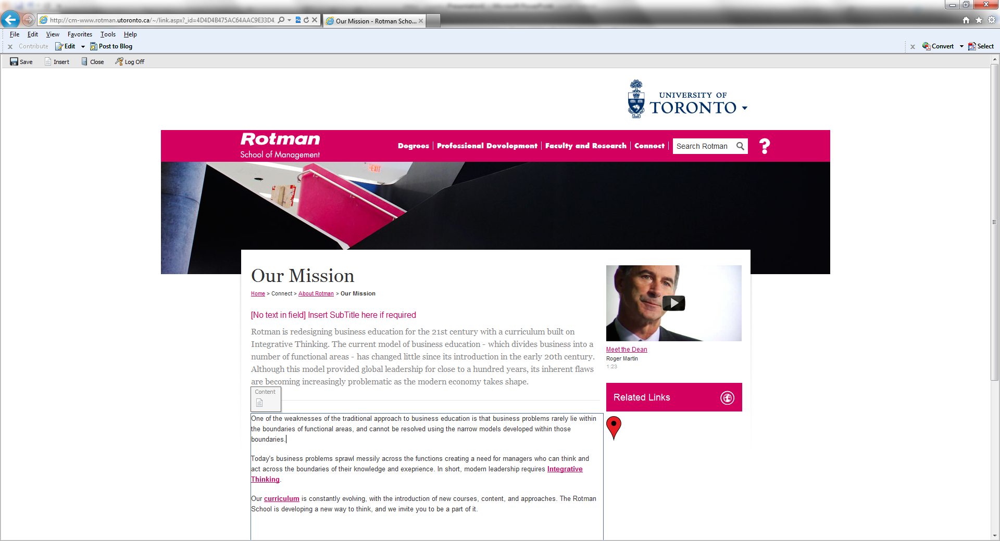 http://cm-www.rotman.utoronto.ca/~/link.aspx?_id=4D4D4B475AC64AAC9E33D4
Our Mission - Rotman Scho...
File Edit View Favorites Tools Help
x Contribute Edit Post to Blog
x Convert Select
Save Insert Close Log Off
UNIVERSITY OF
TORONTO
Rotman
School of Management
Degrees | Professional Development | Faculty and Research | Connect |
Search Rotman
?
EXIT
Our Mission
Home > Connect > About Rotman > Our Mission
[No text in field] Insert SubTitle here if required
Rotman is redesigning business education for the 21st century with a curriculum built on
Integrative Thinking. The current model of business education - which divides business into a
number of functional areas - has changed little since its introduction in the early 20th century.
Although this model provided global leadership for close to a hundred years, its inherent flaws
are becoming increasingly problematic as the modern economy takes shape.
Content
One of the weaknesses of the traditional approach to business education is that business problems rarely lie within
the boundaries of functional areas, and cannot be resolved using the narrow models developed within those
boundaries.
Today's business problems sprawl messily across the functions creating a need for managers who can think and
act across the boundaries of their knowledge and exeprience. In short, modern leadership requires Integrative
Thinking.
Our curriculum is constantly evolving, with the introduction of new courses, content, and approaches. The Rotman
School is developing a new way to think, and we invite you to be a part of it.
Meet the Dean
Roger Martin
1:23
Related Links